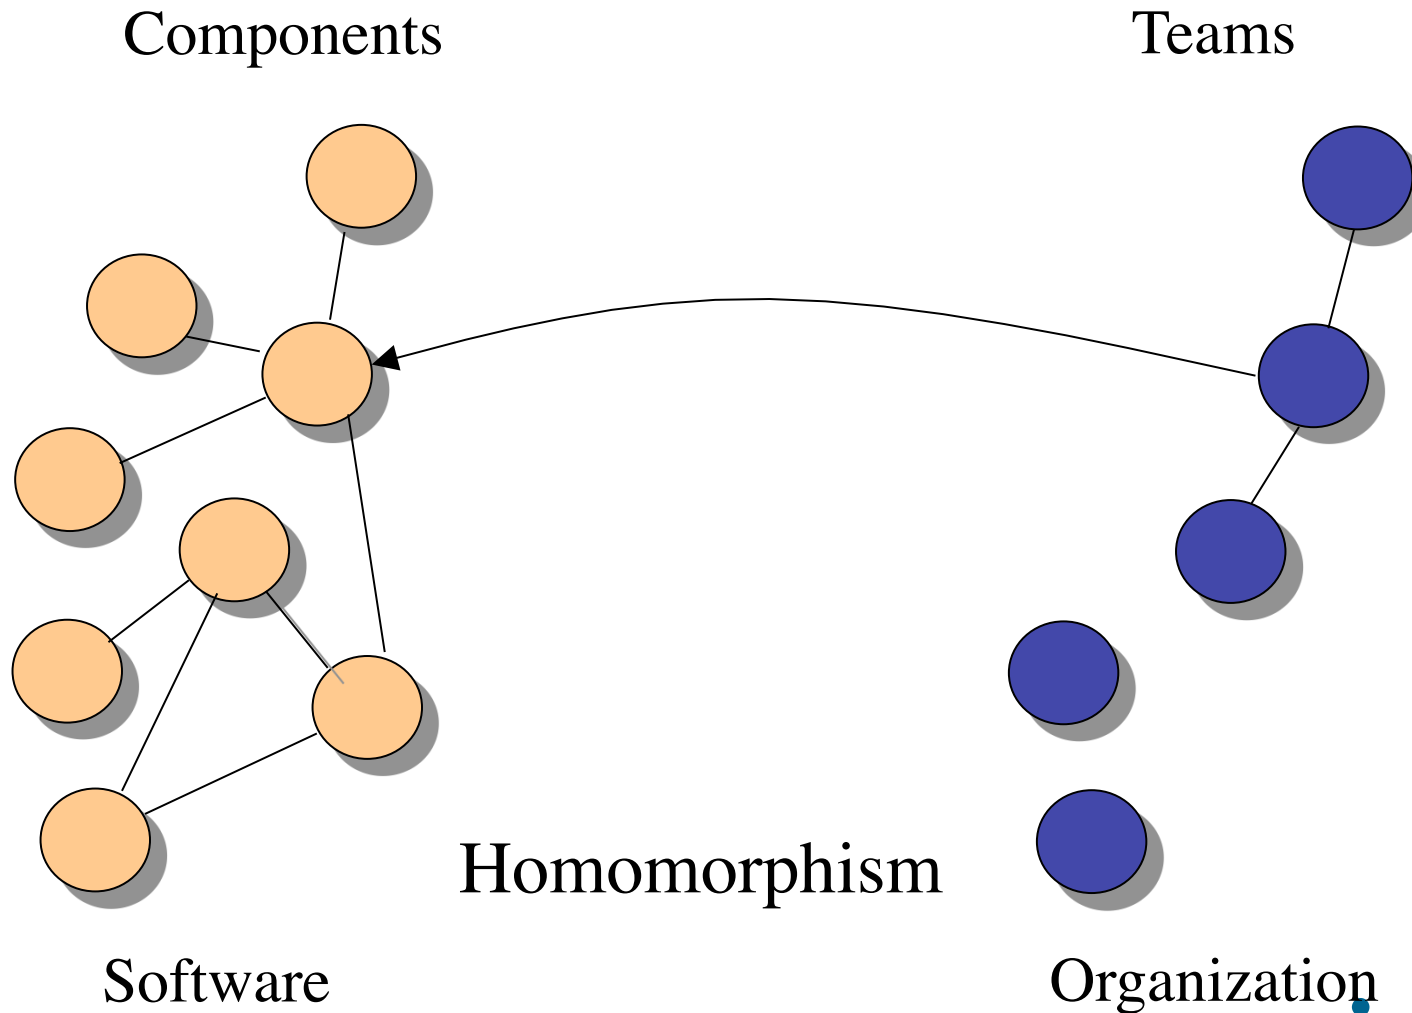 Components
Teams
Homomorphism
Software
Organization